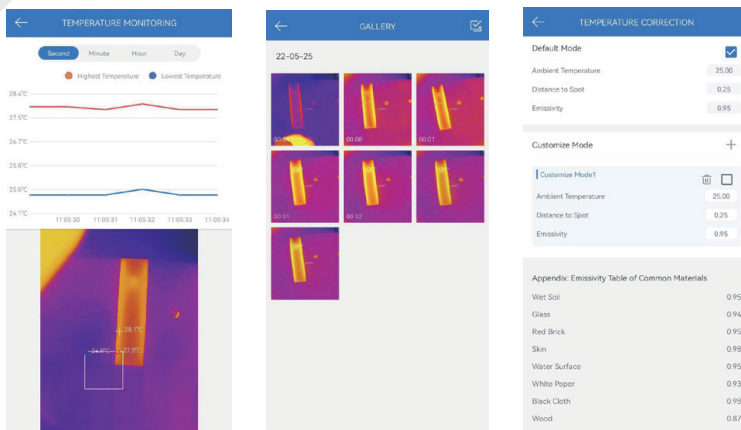 TEMPERATURE MONITORING
Second Minute Hour Day
Highest Temperature Lowest Temperature
28.4°C
27.5°C
26.7°C
25.8°C
25.0°C
24.1°C
11:05:30 11:05:31 11:05:32 11:05:33 11:05:34
28.1°C
24.8°C 27.8°C
GALLERY
22-05-25
00:08 00:01
00:01 00:02
TEMPERATURE CORRECTION
Default Mode
Ambient Temperature 25.00
Distance to Spot 0.25
Emissivity 0.95
Customize Mode
Customize Mode1
Ambient Temperature 25.00
Distance to Spot 0.25
Emissivity 0.95
Appendix: Emissivity Table of Common Materials
Wet Soil 0.95
Glass 0.94
Red Brick 0.95
Skin 0.98
Water Surface 0.95
White Paper 0.93
Black Cloth 0.98
Wood 0.87